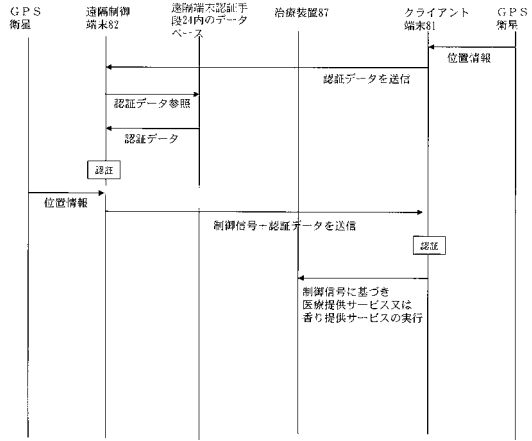 GPS
衛星
遠隔制御
端末82
遠隔端末認証手
段24内のデータ
ベース
治療装置87
クライアント
端末81
GPS
衛星
位置情報
認証データを送信
認証データ参照
認証データ
認証
位置情報
制御信号+認証データを送信
認証
制御信号に基づき
医療提供サービス又は
香り提供サービスの実行